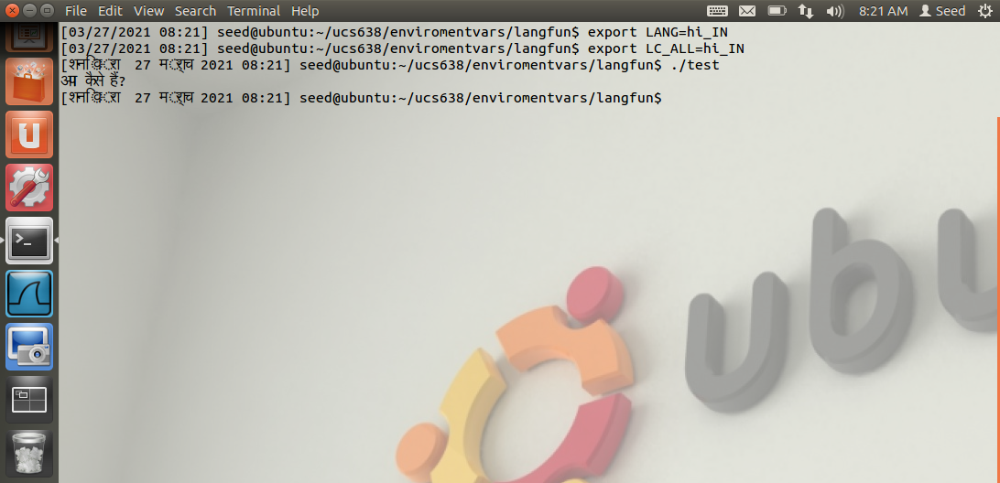 File Edit View Search Terminal Help 8:21 AM Seed
[03/27/2021 08:21] seed@ubuntu:~/ucs638/enviromentvars/langfun$ export LANG=hi_IN
[03/27/2021 08:21] seed@ubuntu:~/ucs638/enviromentvars/langfun$ export LC_ALL=hi_IN
[शनिवार 27 मार्च 2021 08:21] seed@ubuntu:~/ucs638/enviromentvars/langfun$ ./test
आप कैसे हैं?
[शनिवार 27 मार्च 2021 08:21] seed@ubuntu:~/ucs638/enviromentvars/langfun$
ubu